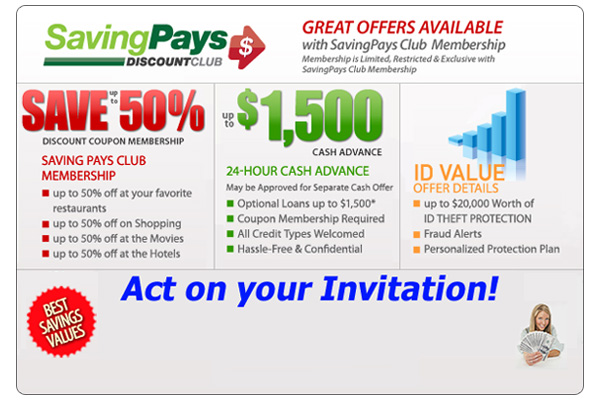 SavingPays
DISCOUNTCLUB
$
GREAT OFFERS AVAILABLE
with SavingPays Club Membership
Membership is Limited, Restricted & Exclusive with
SavingPays Club Membership
SAVE up to 50%
DISCOUNT COUPON MEMBERSHIP
SAVING PAYS CLUB
MEMBERSHIP
up to 50% off at your favorite
restaurants
up to 50% off on Shopping
up to 50% off at the Movies
up to 50% off at the Hotels
up to $1,500
CASH ADVANCE
24-HOUR CASH ADVANCE
May be Approved for Separate Cash Offer
Optional Loans up to $1,500*
Coupon Membership Required
All Credit Types Welcomed
Hassle-Free & Confidential
ID VALUE
OFFER DETAILS
up to $20,000 Worth of
ID THEFT PROTECTION
Fraud Alerts
Personalized Protection Plan
Act on your Invitation!
BEST
SAVINGS
VALUES